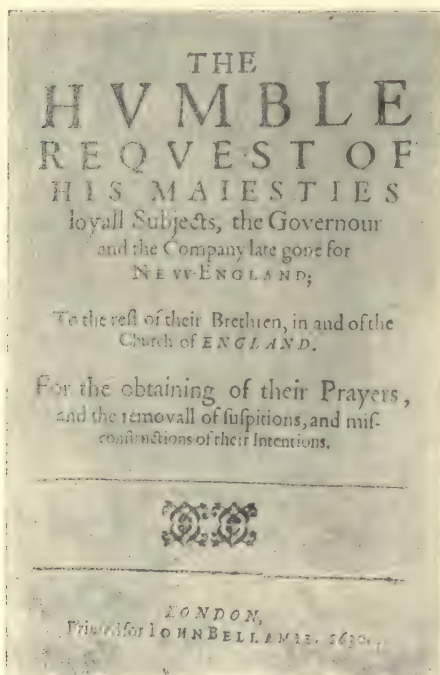 THE
HVMBLE
REQVEST OF
HIS MAIESTIES
loyall Subjects, the Governour
and the Company late gone for
NEVV-ENGLAND;
To the reſt of their Brethren, in and of the
Church of ENGLAND.
For the obtaining of their Prayers,
and the removall of ſuſpitions, and miſ-
conſtructions of their Intentions.
LONDON,
Printed for IOHN BELLAMIE. 1630.